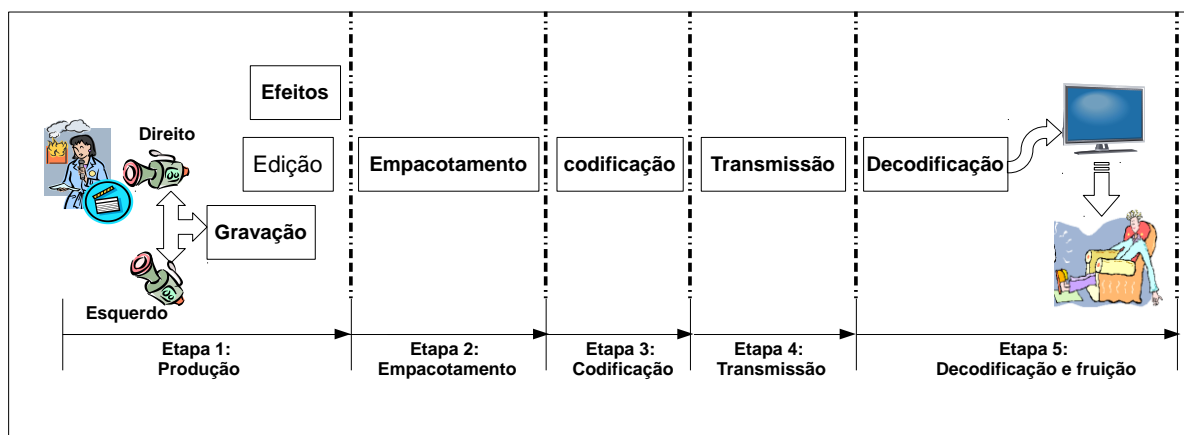 Efeitos
Direito
Edição
Empacotamento
codificação
Transmissão
Decodificação
Gravação
Esquerdo
Etapa 1:
Produção
Etapa 2:
Empacotamento
Etapa 3:
Codificação
Etapa 4:
Transmissão
Etapa 5:
Decodificação e fruição